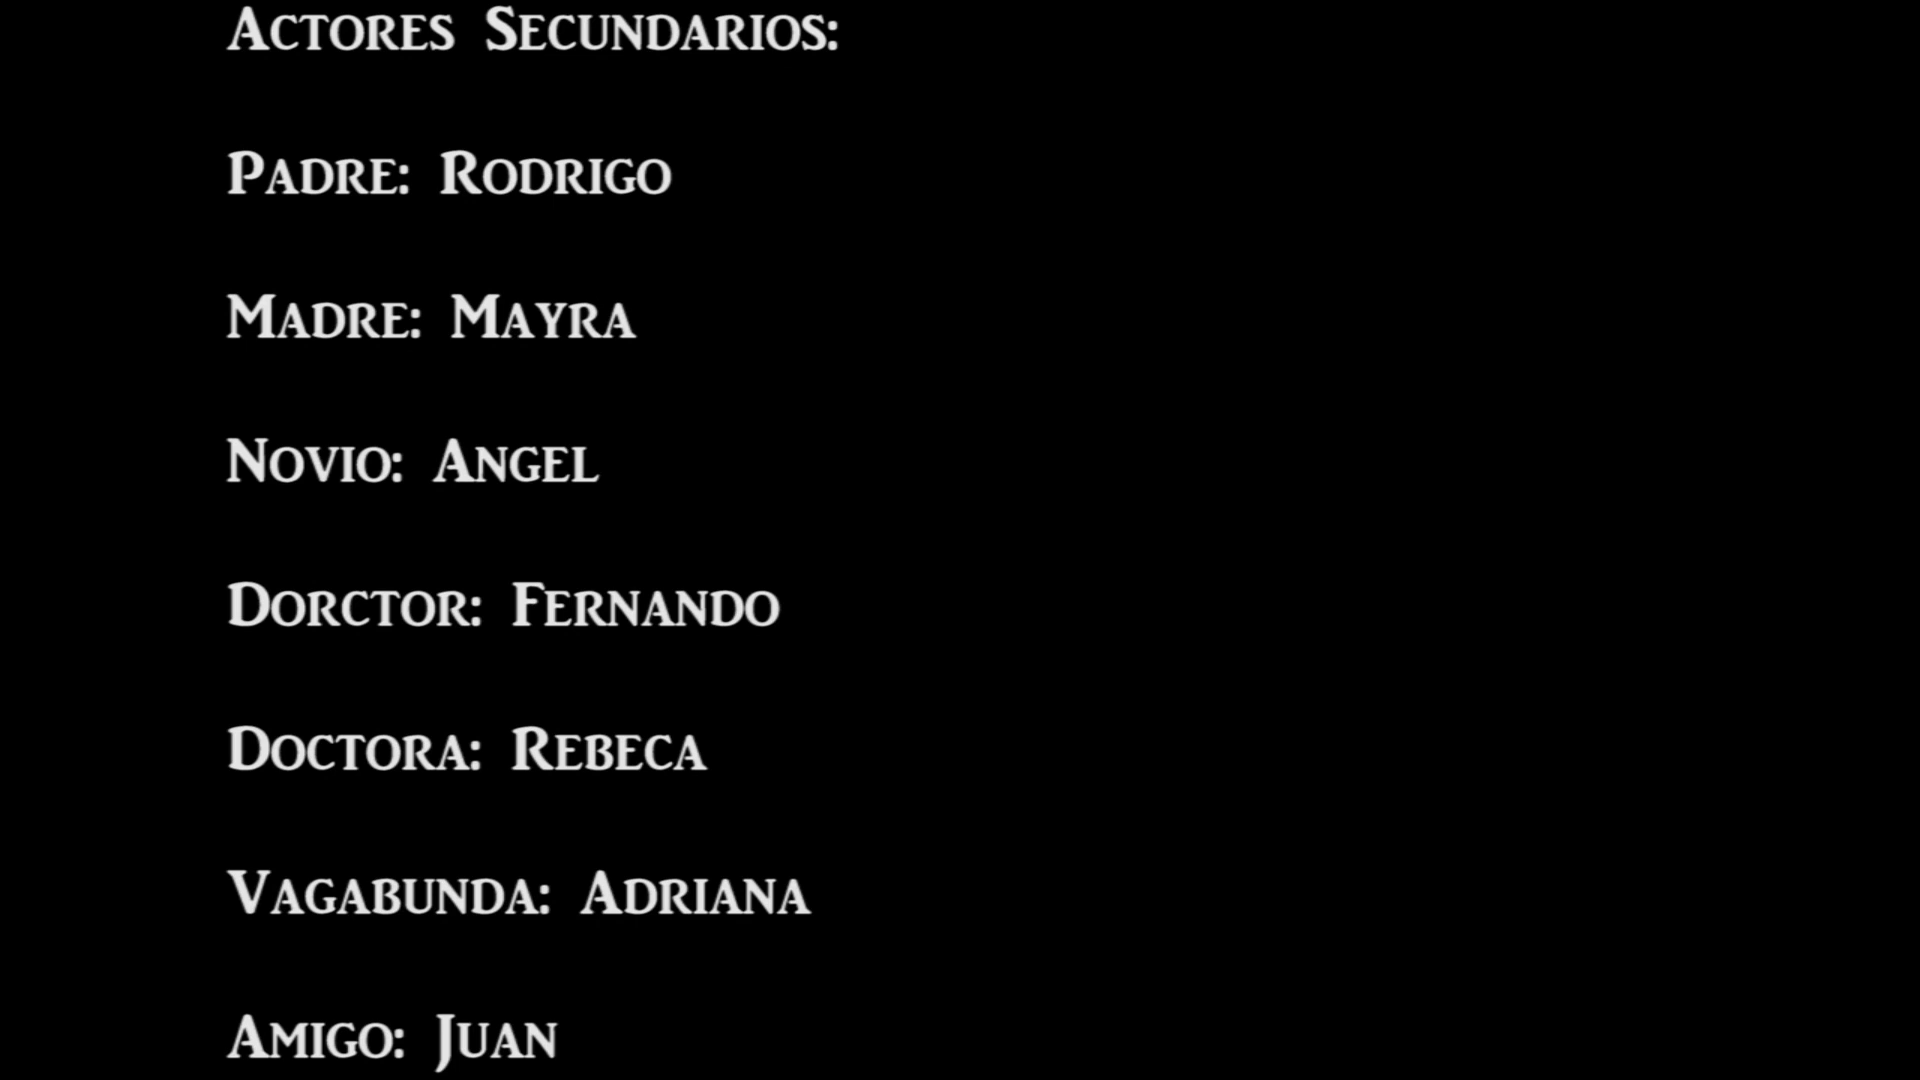 Actores Secundarios:
Padre: Rodrigo
Madre: Mayra
Novio: Angel
Dorctor: Fernando
Doctora: Rebeca
Vagabunda: Adriana
Amigo: Juan